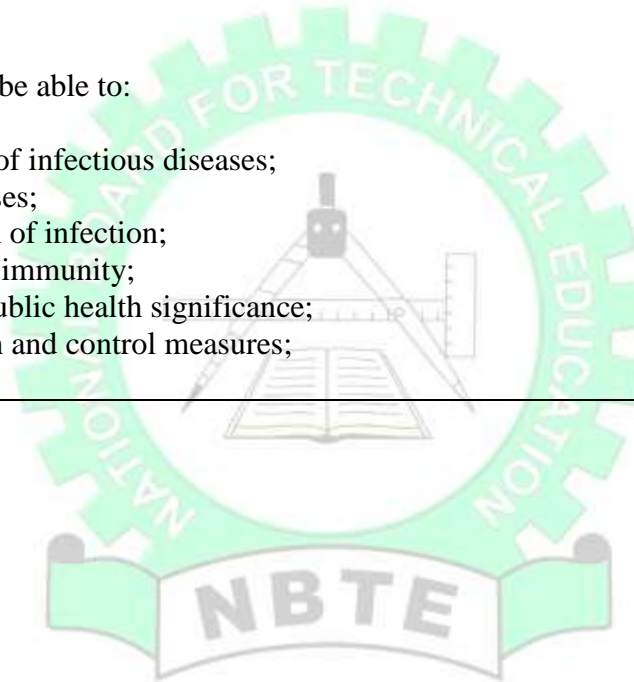 be able to:
of infectious diseases;
es;
of infection;
immunity;
ublic health significance;
and control measures;
NATIONAL BOARD FOR TECHNICAL EDUCATION
NBTE